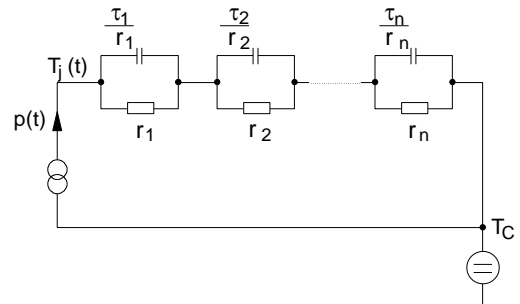 τ1/r1 τ2/r2 τn/rn
Tj(t)
r1 r2 rn
p(t)
TC